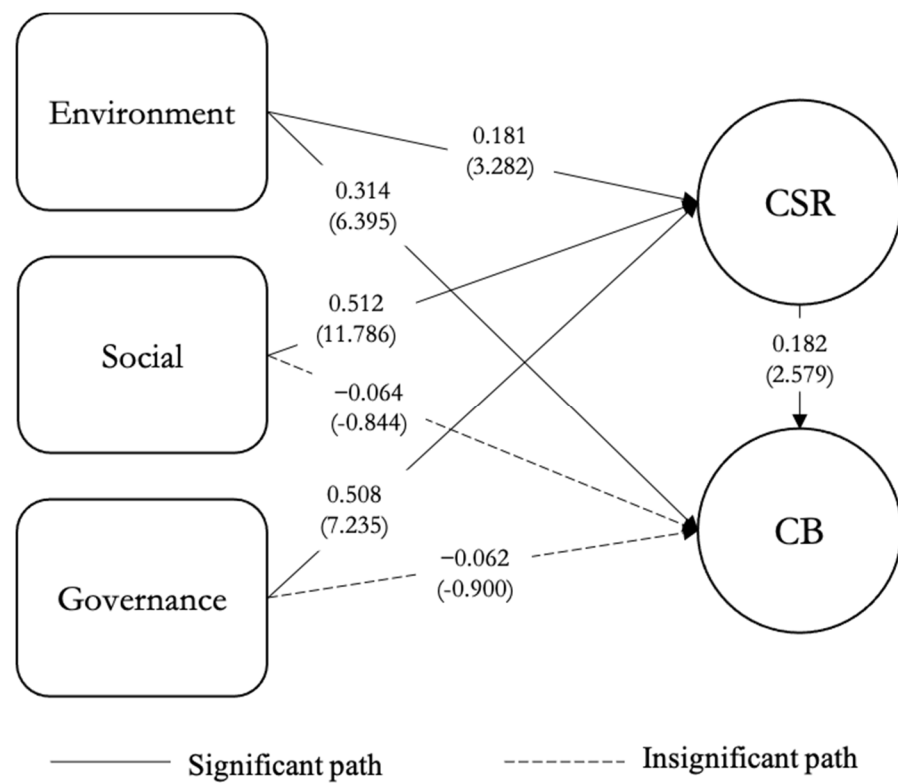 Environment
0.181
(3.282)
CSR
0.314
(6.395)
0.512
(11.786)
Social
0.182
(2.579)
−0.064
(-0.844)
0.508
(7.235)
CB
−0.062
(-0.900)
Governance
Significant path
Insignificant path